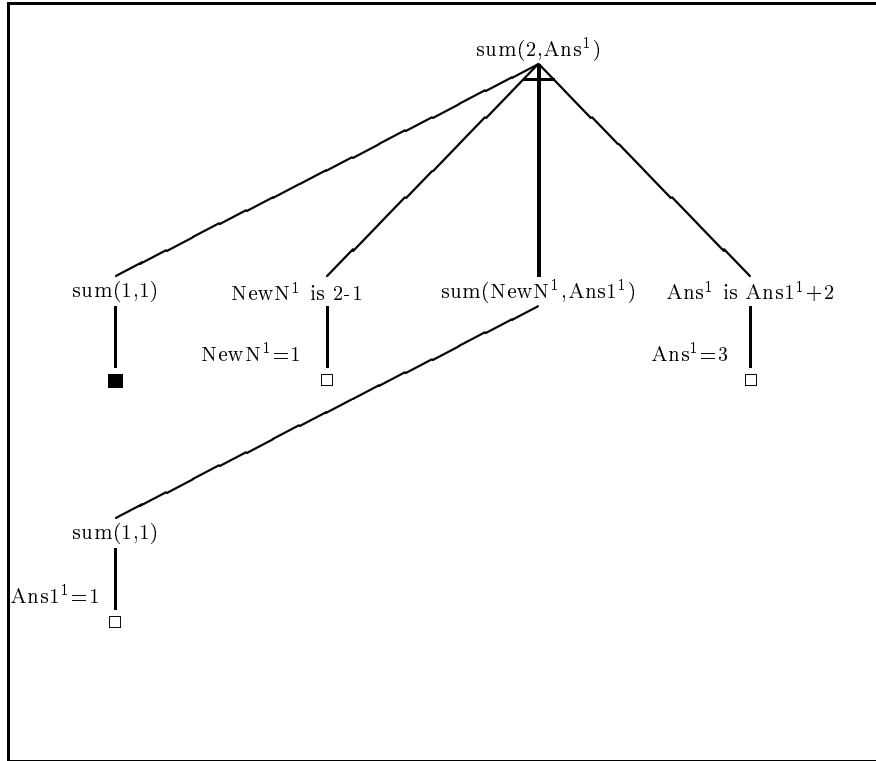 sum(2,Ans¹)
sum(1,1)
NewN¹ is 2-1
sum(NewN¹,Ans1¹)
Ans¹ is Ans1¹+2
NewN¹=1
Ans¹=3
sum(1,1)
Ans1¹=1